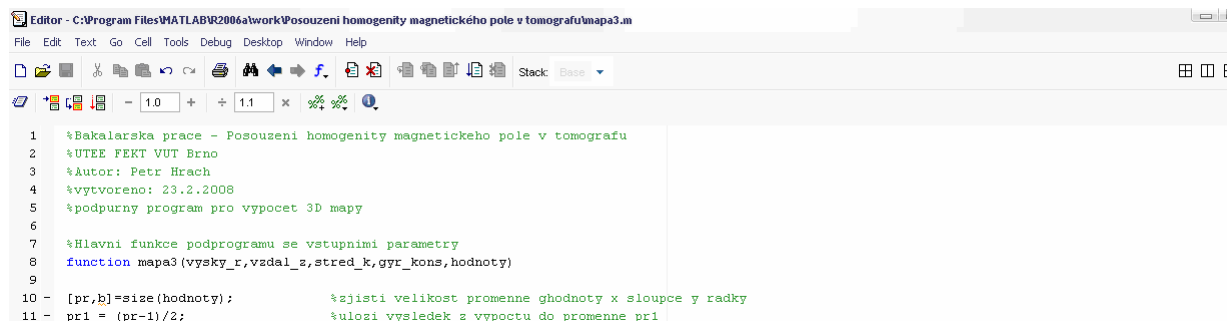 Editor - C:\Program Files\MATLAB\R2006a\work\Posouzeni homogenity magnetického pole v tomografu\mapa3.m
File Edit Text Go Cell Tools Debug Desktop Window Help
Stack: Base
- 1.0 + ÷ 1.1 ×
1 %Bakalarska prace - Posouzeni homogenity magnetickeho pole v tomografu
2 %UTEE FEKT VUT Brno
3 %Autor: Petr Hrach
4 %vytvoreno: 23.2.2008
5 %podpurny program pro vypocet 3D mapy
6
7 %Hlavni funkce podprogramu se vstupnimi parametry
8 function mapa3(vysky_r,vzdal_z,stred_k,gyr_kons,hodnoty)
9
10 - [pr,b]=size(hodnoty); %zjisti velikost promenne ghodnoty x sloupce y radky
11 - pr1 = (pr-1)/2; %ulozi vysledek z vypoctu do promenne pr1